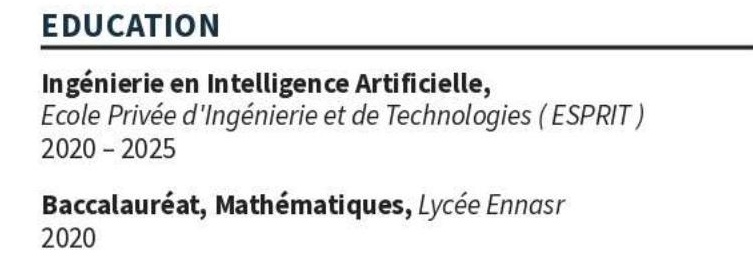 EDUCATION
Ingénierie en Intelligence Artificielle,
Ecole Privée d'Ingénierie et de Technologies ( ESPRIT )
2020 – 2025
Baccalauréat, Mathématiques, Lycée Ennasr
2020